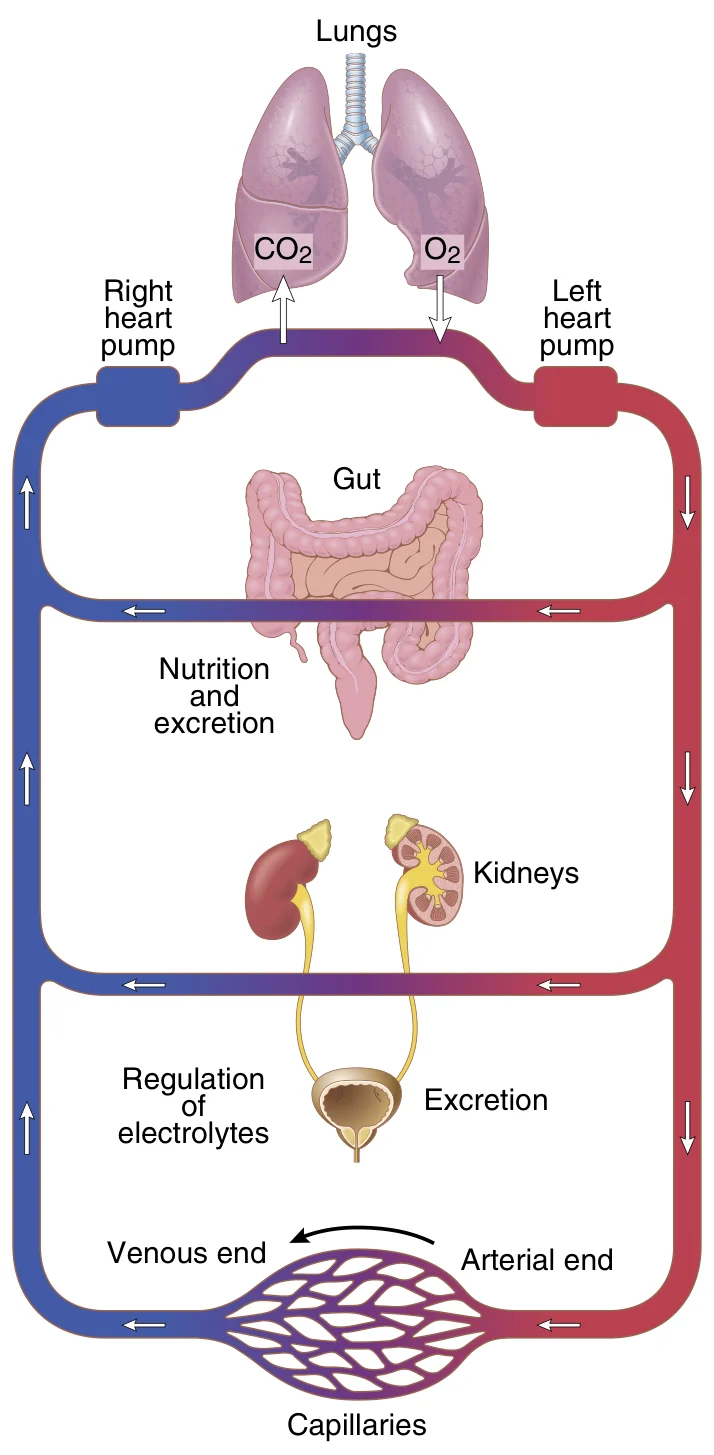 Lungs
CO2
O2
Right
heart
pump
Left
heart
pump
Gut
Nutrition
and
excretion
Kidneys
Regulation
of
electrolytes
Excretion
Venous end
Arterial end
Capillaries